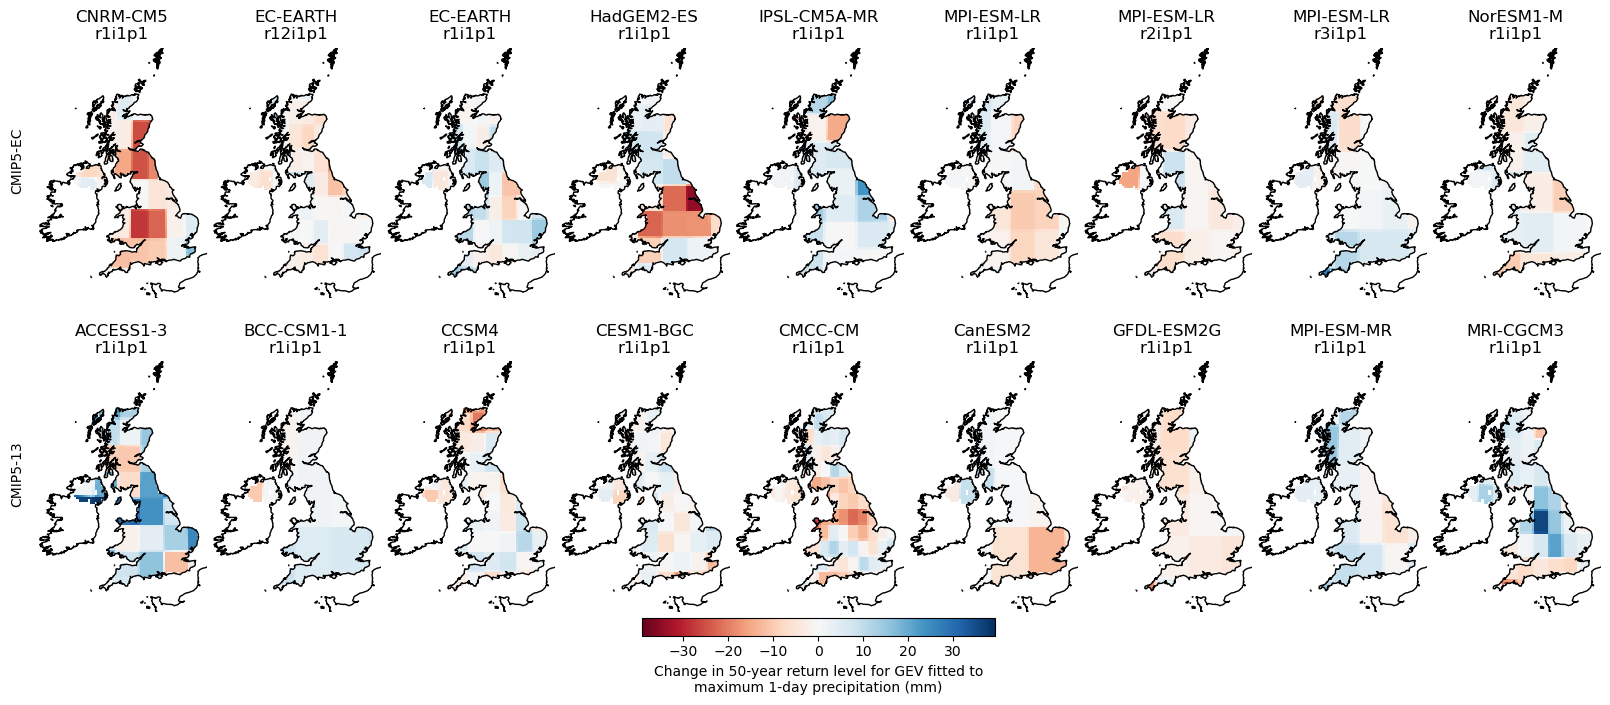 CNRM-CM5
r1i1p1
EC-EARTH
r12i1p1
EC-EARTH
r1i1p1
HadGEM2-ES
r1i1p1
IPSL-CM5A-MR
r1i1p1
MPI-ESM-LR
r1i1p1
MPI-ESM-LR
r2i1p1
MPI-ESM-LR
r3i1p1
NorESM1-M
r1i1p1
CMIP5-EC
ACCESS1-3
r1i1p1
BCC-CSM1-1
r1i1p1
CCSM4
r1i1p1
CESM1-BGC
r1i1p1
CMCC-CM
r1i1p1
CanESM2
r1i1p1
GFDL-ESM2G
r1i1p1
MPI-ESM-MR
r1i1p1
MRI-CGCM3
r1i1p1
CMIP5-13
−30 −20 −10 0 10 20 30
Change in 50-year return level for GEV fitted to
maximum 1-day precipitation (mm)